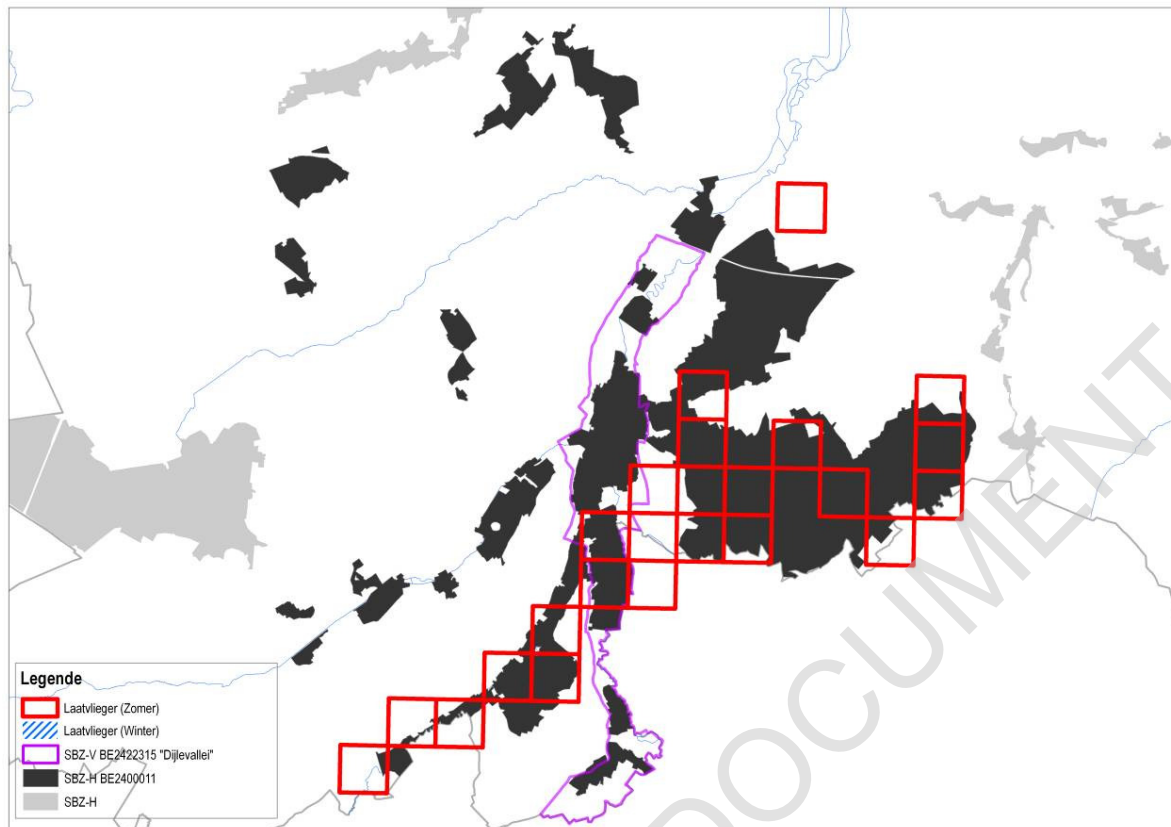 Legende
Laatvlieger (Zomer)
Laatvlieger (Winter)
SBZ-V BE2422315 "Dijlevallei"
SBZ-H BE2400011
SBZ-H
DOCUMENT